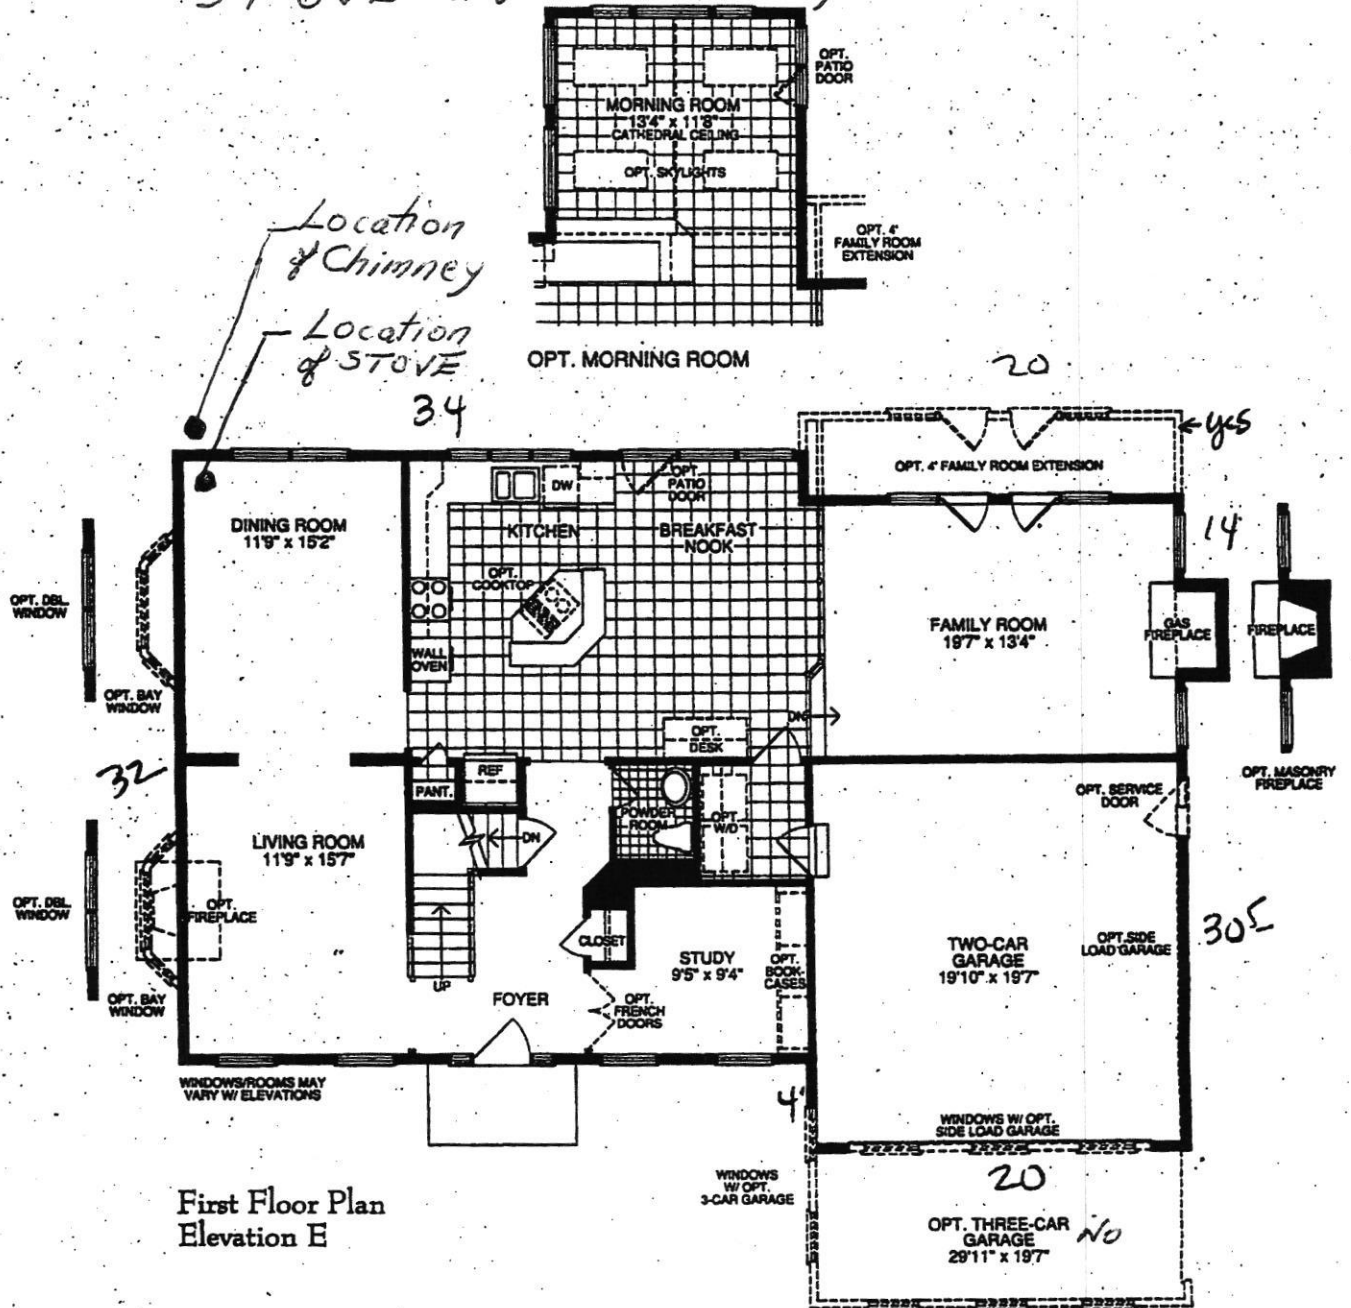 STOVE
OPT.
PATIO
DOOR
MORNING ROOM
13'4" x 11'8"
CATHEDRAL CEILING
OPT. SKYLIGHTS
OPT. 4'
FAMILY ROOM
EXTENSION
Location
of Chimney
Location
of STOVE
OPT. MORNING ROOM
20
34
←yes
OPT. 4' FAMILY ROOM EXTENSION
OPT.
PATIO
DOOR
DW
DINING ROOM
11'9" x 15'2"
KITCHEN
BREAKFAST
NOOK
14
OPT.
COOKTOP
OPT. DBL.
WINDOW
FAMILY ROOM
19'7" x 13'4"
GAS
FIREPLACE
FIREPLACE
WALL
OVEN
OPT. BAY
WINDOW
DN
OPT.
DESK
32
REF
PANT.
OPT. MASONRY
FIREPLACE
OPT. SERVICE
DOOR
POWDER
ROOM
OPT.
W/D
DN
LIVING ROOM
11'9" x 15'7"
OPT. DBL.
WINDOW
OPT.
FIREPLACE
CLOSET
STUDY
9'5" x 9'4"
OPT.
BOOK-
CASES
TWO-CAR
GARAGE
19'10" x 19'7"
OPT. SIDE
LOAD GARAGE
305
UP
FOYER
OPT.
FRENCH
DOORS
OPT. BAY
WINDOW
WINDOWS/ROOMS MAY
VARY W/ ELEVATIONS
4'
WINDOWS W/ OPT.
SIDE LOAD GARAGE
20
WINDOWS
W/ OPT.
3-CAR GARAGE
First Floor Plan
Elevation E
OPT. THREE-CAR
GARAGE
29'11" x 19'7"
NO